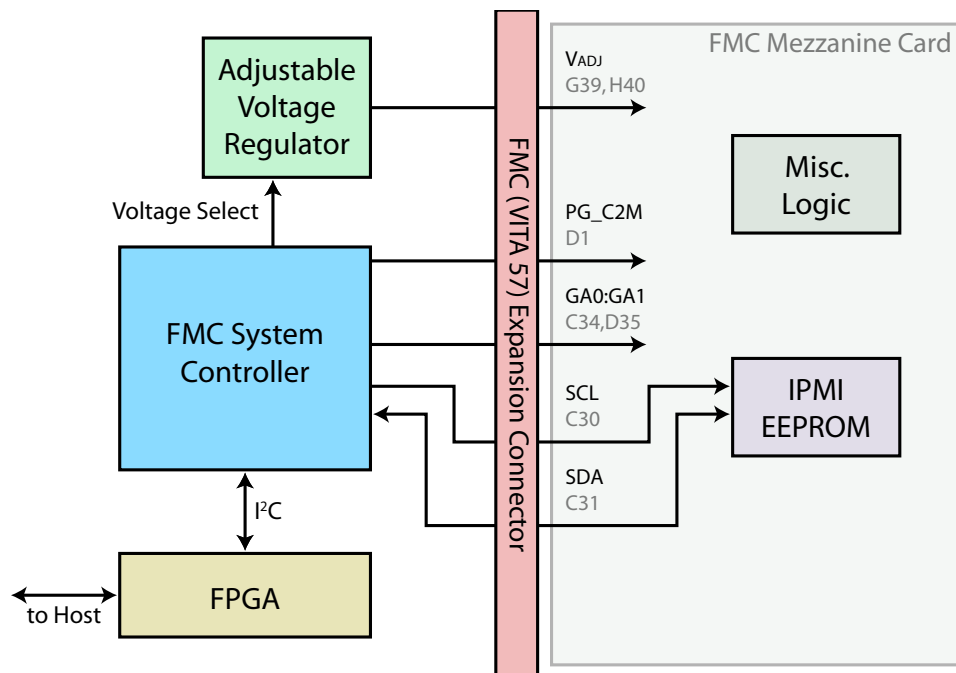 Adjustable
Voltage
Regulator
Voltage Select
FMC System
Controller
I²C
FPGA
to Host
FMC (VITA 57) Expansion Connector
FMC Mezzanine Card
VADJ
G39, H40
Misc.
Logic
PG_C2M
D1
GA0:GA1
C34,D35
SCL
C30
IPMI
EEPROM
SDA
C31